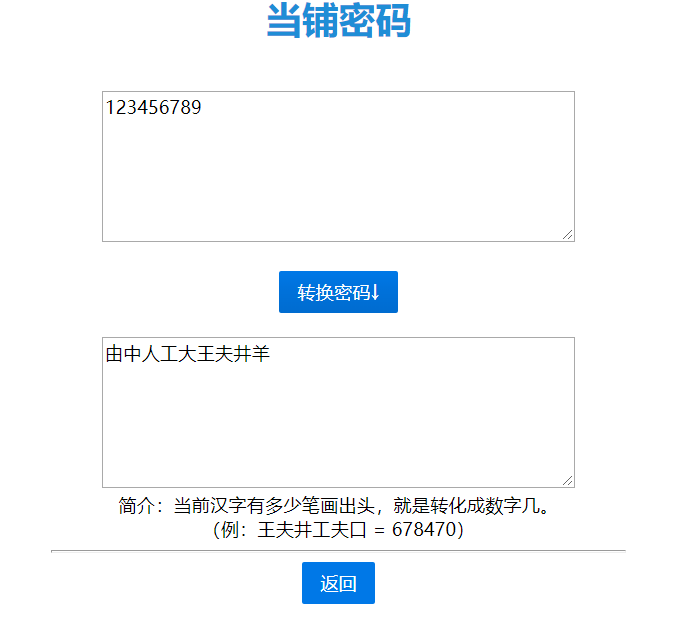 当铺密码
123456789
转换密码↓
由中人工大王夫井羊
简介：当前汉字有多少笔画出头，就是转化成数字几。
（例：王夫井工夫口 = 678470）
返回